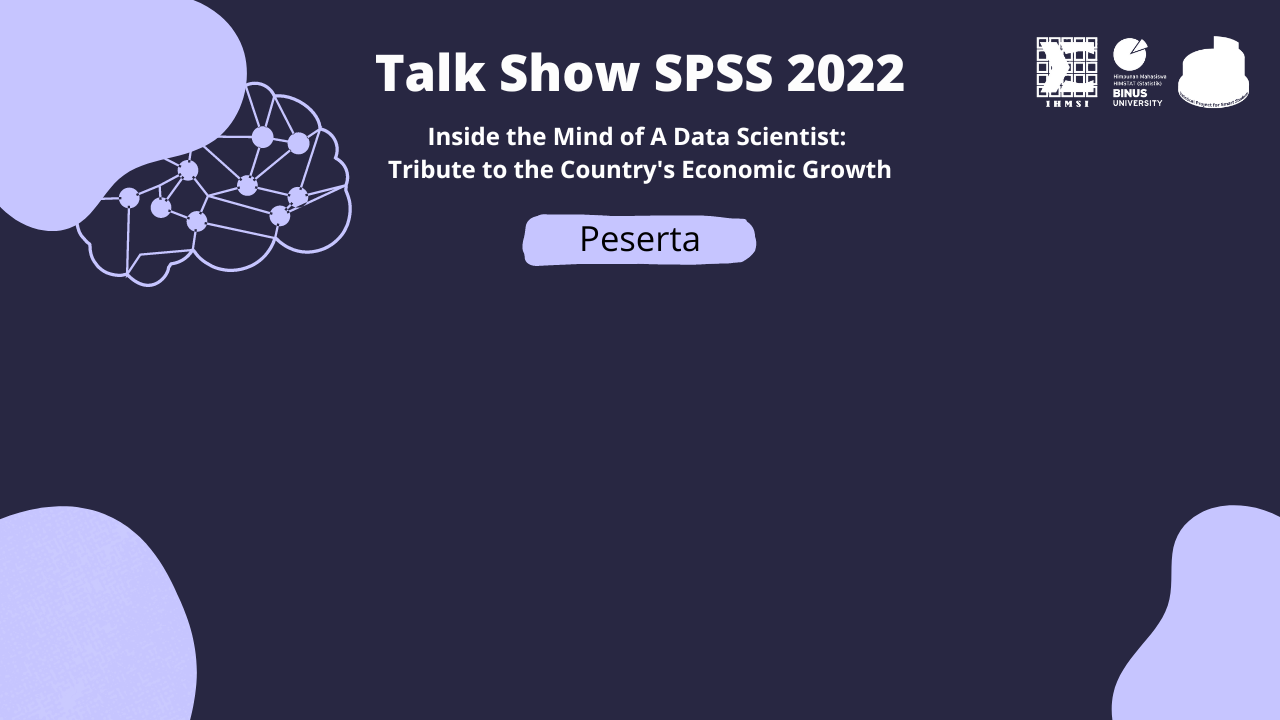 Talk Show SPSS 2022
Inside the Mind of A Data Scientist:
Tribute to the Country's Economic Growth
Peserta
IHMSI
Himpunan Mahasiswa
HIMSTAT (Statistik)
BINUS
UNIVERSITY